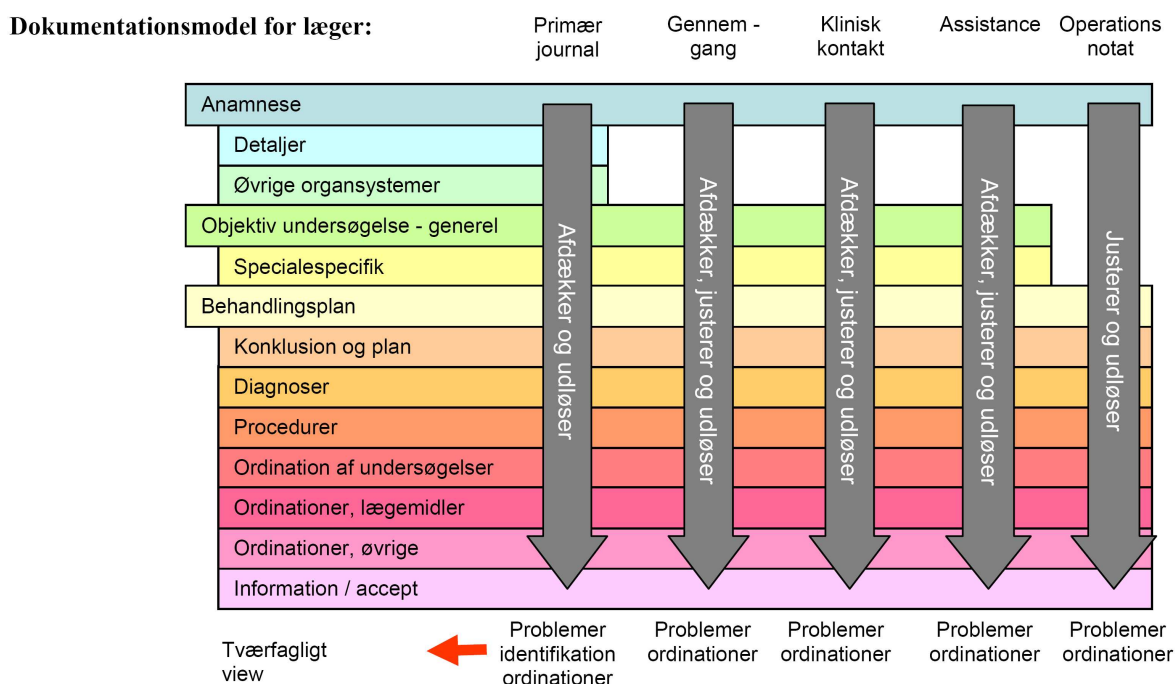 Dokumentationsmodel for læger:
Primær
journal
Gennem -
gang
Klinisk
kontakt
Assistance
Operations
notat
Anamnese
Detaljer
Øvrige organsystemer
Objektiv undersøgelse - generel
Specialespecifik
Behandlingsplan
Konklusion og plan
Diagnoser
Procedurer
Ordination af undersøgelser
Ordinationer, lægemidler
Ordinationer, øvrige
Information / accept
Afdækker og udløser
Afdækker, justerer og udløser
Afdækker, justerer og udløser
Afdækker, justerer og udløser
Justerer og udløser
Tværfagligt
view
Problemer
identifikation
ordinationer
Problemer
ordinationer
Problemer
ordinationer
Problemer
ordinationer
Problemer
ordinationer